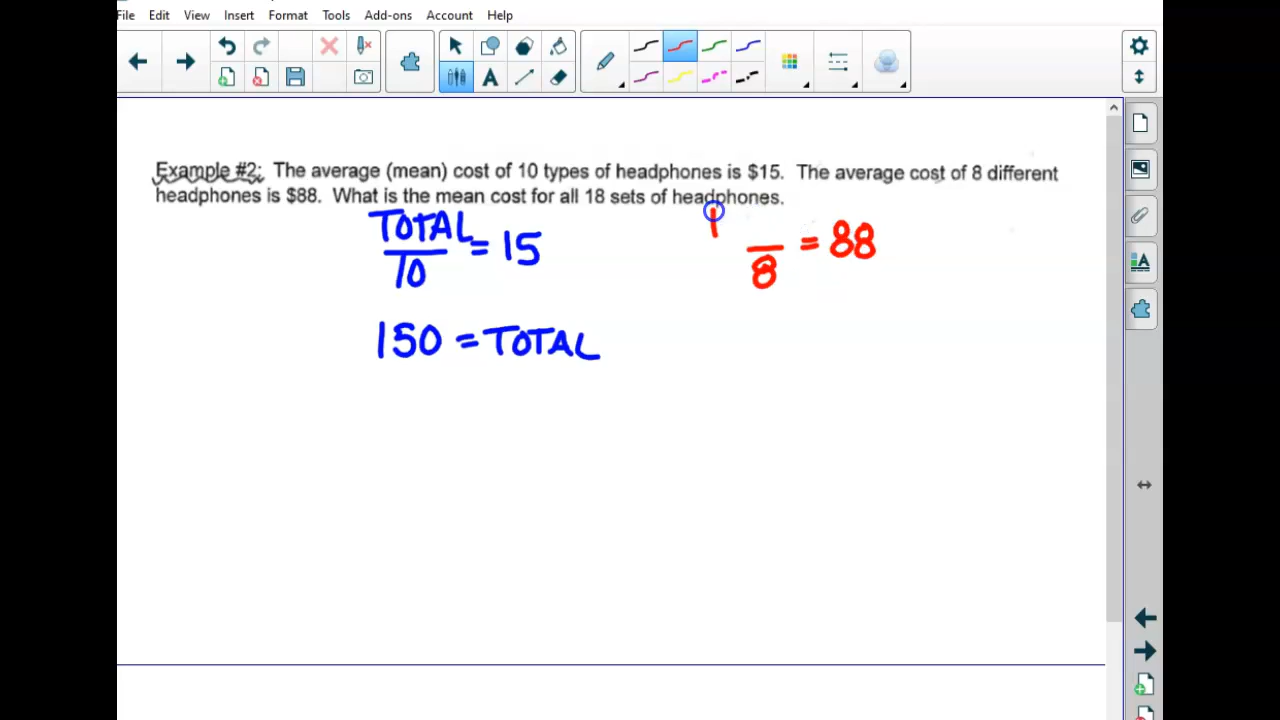 File Edit View Insert Format Tools Add-ons Account Help
A
Example #2: The average (mean) cost of 10 types of headphones is $15. The average cost of 8 different
headphones is $88. What is the mean cost for all 18 sets of headphones.
TOTAL
10
= 15
8
= 88
150 = TOTAL
A